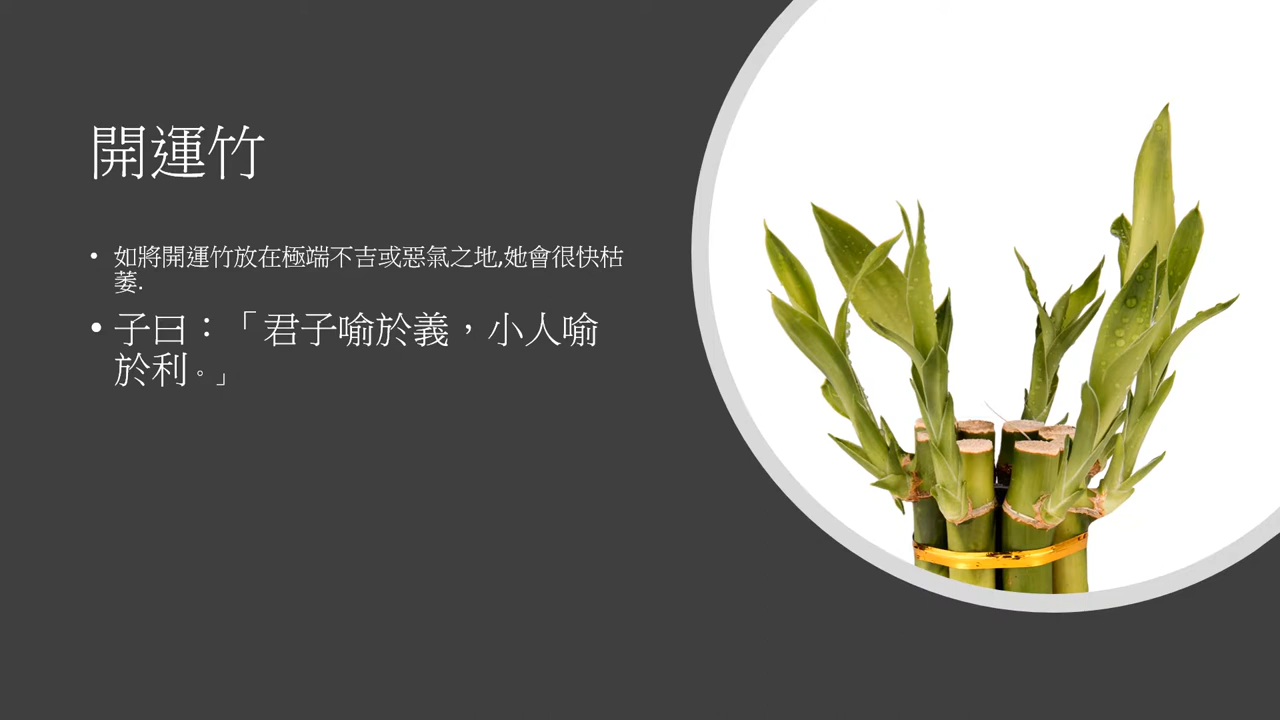 開運竹
• 如將開運竹放在極端不吉或惡氣之地,她會很快枯
萎.
• 子曰：「君子喻於義，小人喻
於利。」